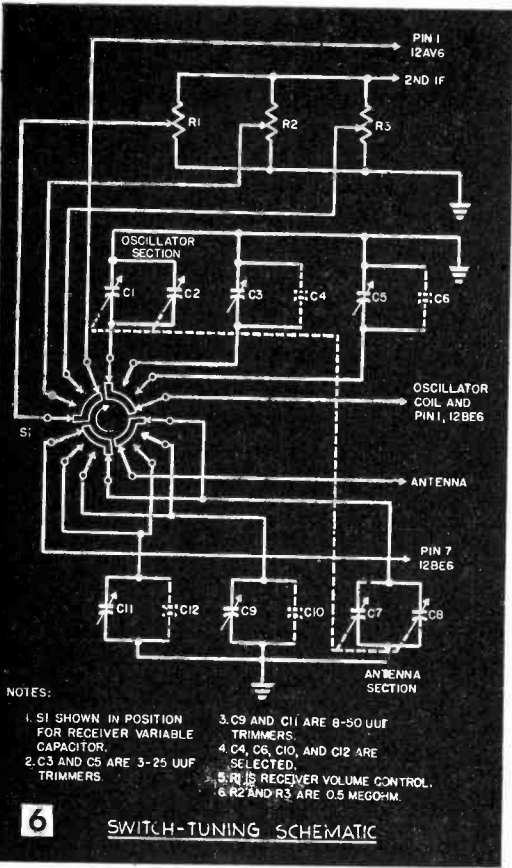 PIN 1
12AV6
2ND IF
R1
R2
R3
OSCILLATOR
SECTION
C1
C2
C3
C4
C5
C6
S1
OSCILLATOR
COIL AND
PIN 1, 12BE6
ANTENNA
PIN 7
12BE6
C11
C12
C9
C10
C7
C8
ANTENNA
SECTION
NOTES:
1. S1 SHOWN IN POSITION
FOR RECEIVER VARIABLE
CAPACITOR.
2. C3 AND C5 ARE 3-25 UUF
TRIMMERS.
3. C9 AND C11 ARE 8-50 UUF
TRIMMERS.
4. C4, C6, C10, AND C12 ARE
SELECTED.
5. R1 IS RECEIVER VOLUME CONTROL.
6. R2 AND R3 ARE 0.5 MEGOHM.
6
SWITCH-TUNING SCHEMATIC